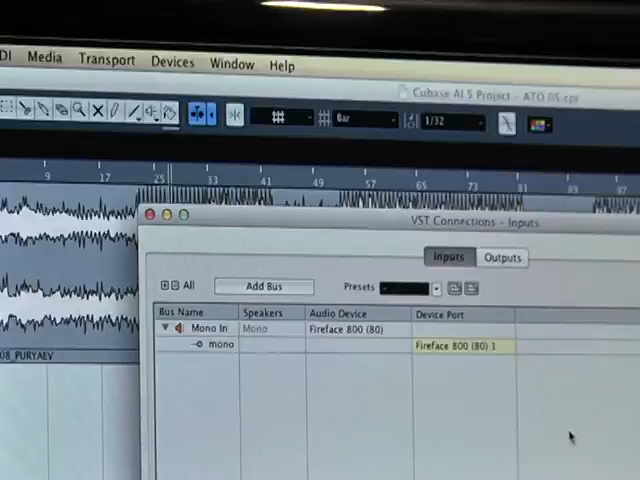 DI Media Transport Devices Window Help
Cubase AI 5 Project - ATO 05.cpr
Bar 1/32
9 17 25 33 41 49 57 65 73 81 89 97
VST Connections - Inputs
Inputs Outputs
All Add Bus Presets
Bus Name Speakers Audio Device Device Port
Mono In Mono Fireface 800 (80)
mono Fireface 800 (80) 1
08_PURYAEV